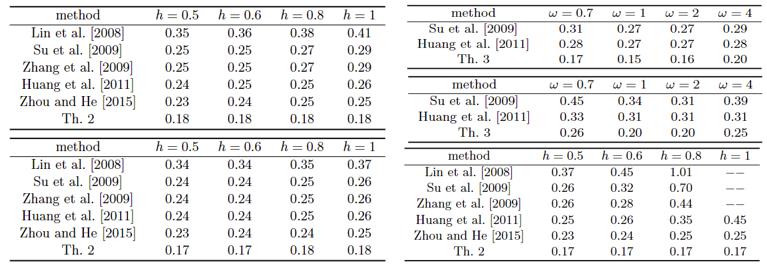 method h = 0.5 h = 0.6 h = 0.8 h = 1
Lin et al. [2008] 0.35 0.36 0.38 0.41
Su et al. [2009] 0.25 0.25 0.27 0.29
Zhang et al. [2009] 0.25 0.25 0.27 0.29
Huang et al. [2011] 0.24 0.25 0.25 0.26
Zhou and He [2015] 0.23 0.24 0.25 0.25
Th. 2 0.18 0.18 0.18 0.18
method h = 0.5 h = 0.6 h = 0.8 h = 1
Lin et al. [2008] 0.34 0.34 0.35 0.37
Su et al. [2009] 0.24 0.24 0.25 0.26
Zhang et al. [2009] 0.24 0.24 0.25 0.26
Huang et al. [2011] 0.24 0.24 0.25 0.26
Zhou and He [2015] 0.23 0.24 0.24 0.25
Th. 2 0.17 0.17 0.18 0.18
method ω = 0.7 ω = 1 ω = 2 ω = 4
Su et al. [2009] 0.31 0.27 0.27 0.29
Huang et al. [2011] 0.28 0.27 0.27 0.28
Th. 3 0.17 0.15 0.16 0.20
method ω = 0.7 ω = 1 ω = 2 ω = 4
Su et al. [2009] 0.45 0.34 0.31 0.39
Huang et al. [2011] 0.33 0.31 0.31 0.31
Th. 3 0.26 0.20 0.20 0.25
method h = 0.5 h = 0.6 h = 0.8 h = 1
Lin et al. [2008] 0.37 0.45 1.01 −−
Su et al. [2009] 0.26 0.32 0.70 −−
Zhang et al. [2009] 0.26 0.28 0.44 −−
Huang et al. [2011] 0.25 0.26 0.35 0.45
Zhou and He [2015] 0.23 0.24 0.25 0.25
Th. 2 0.17 0.17 0.17 0.17